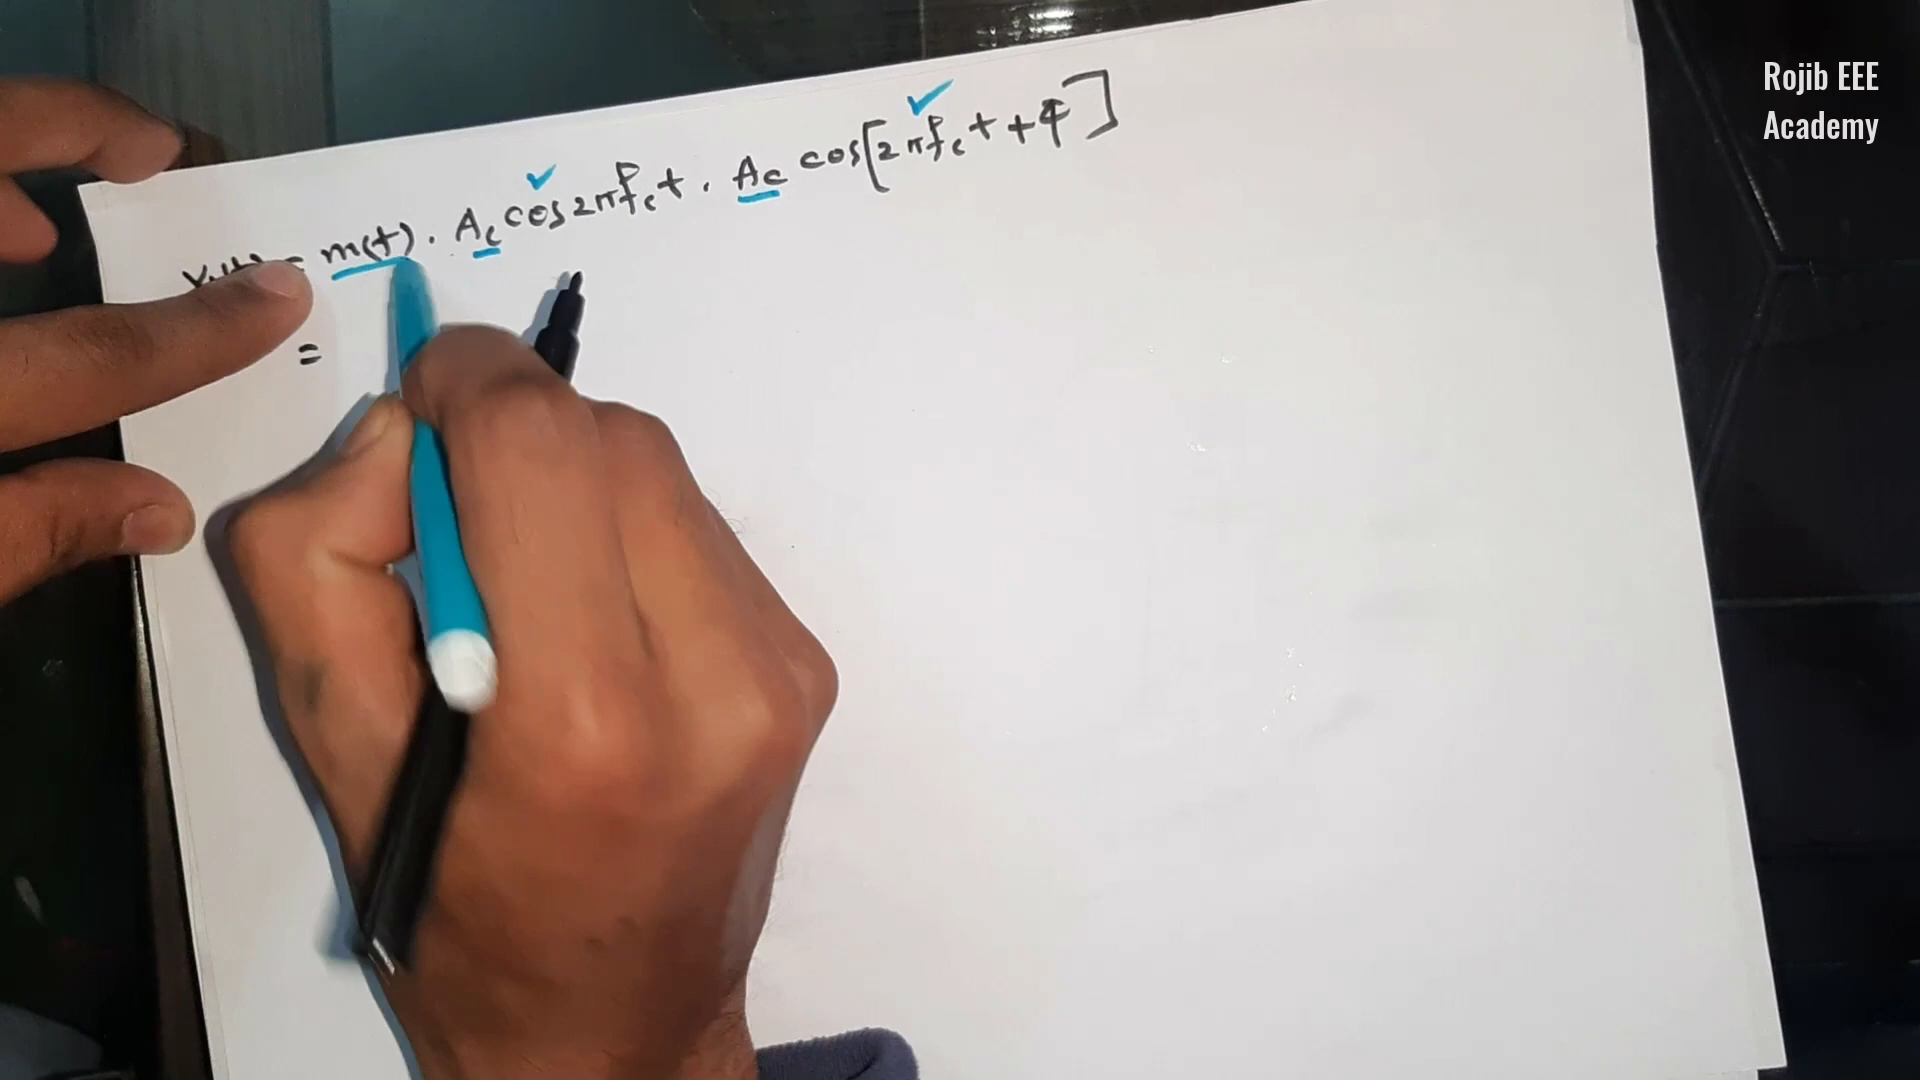 = m(t) . Ac cos 2πfct . Ac cos[2πfct + φ]
=
Rojib EEE
Academy